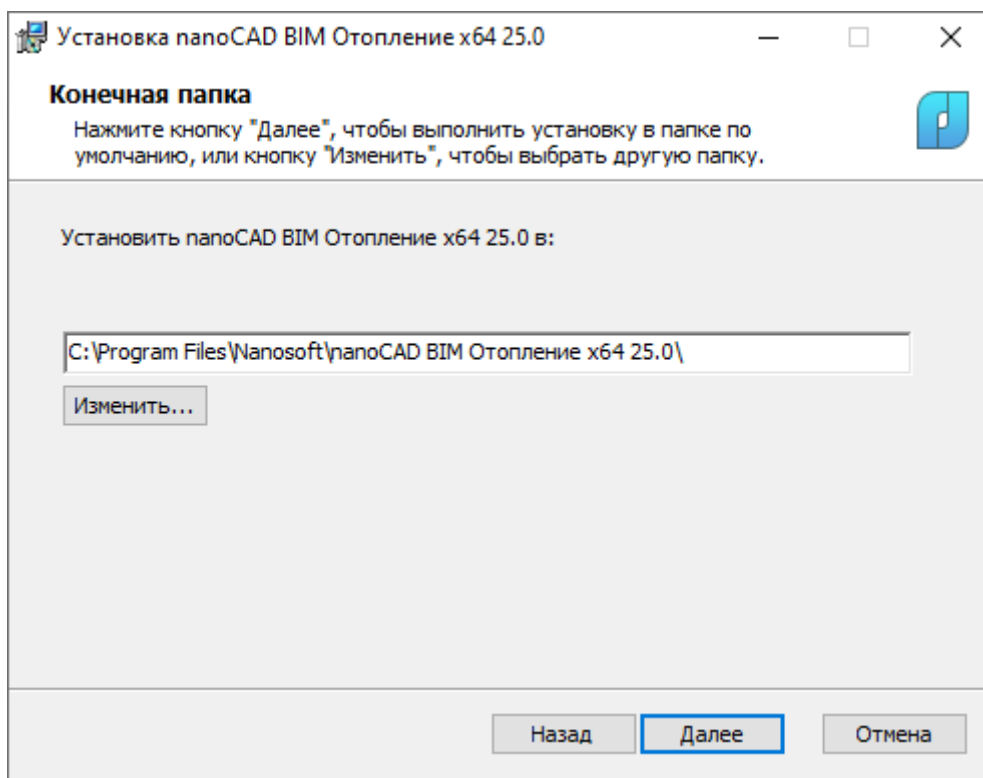 Установка nanoCAD BIM Отопление x64 25.0
Конечная папка
Нажмите кнопку "Далее", чтобы выполнить установку в папке по
умолчанию, или кнопку "Изменить", чтобы выбрать другую папку.
Установить nanoCAD BIM Отопление x64 25.0 в:
C:\Program Files\Nanosoft\nanoCAD BIM Отопление x64 25.0\
Изменить...
Назад
Далее
Отмена